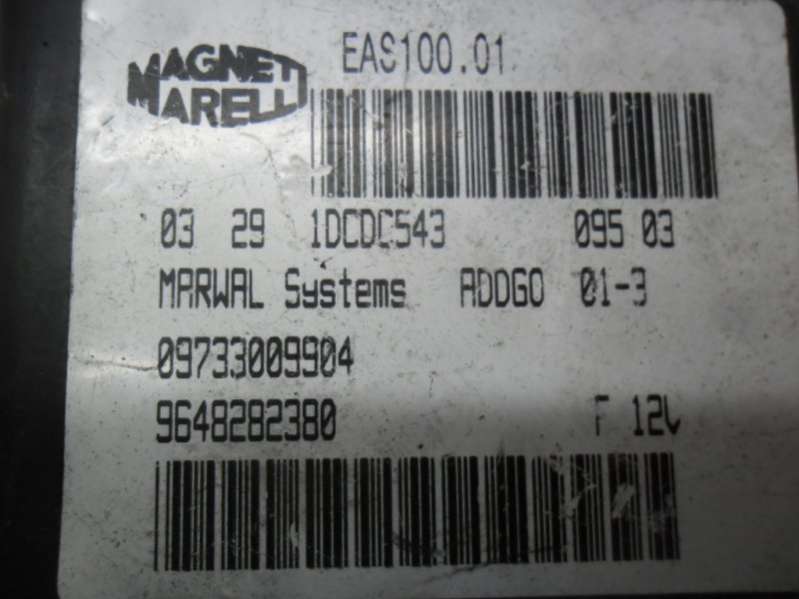 MAGNETI
MARELLI
EAS100.01
03 29 1DCDC543 095 03
MARWAL Systems ADDGO 01-3
09733009904
9648282380 F 12V